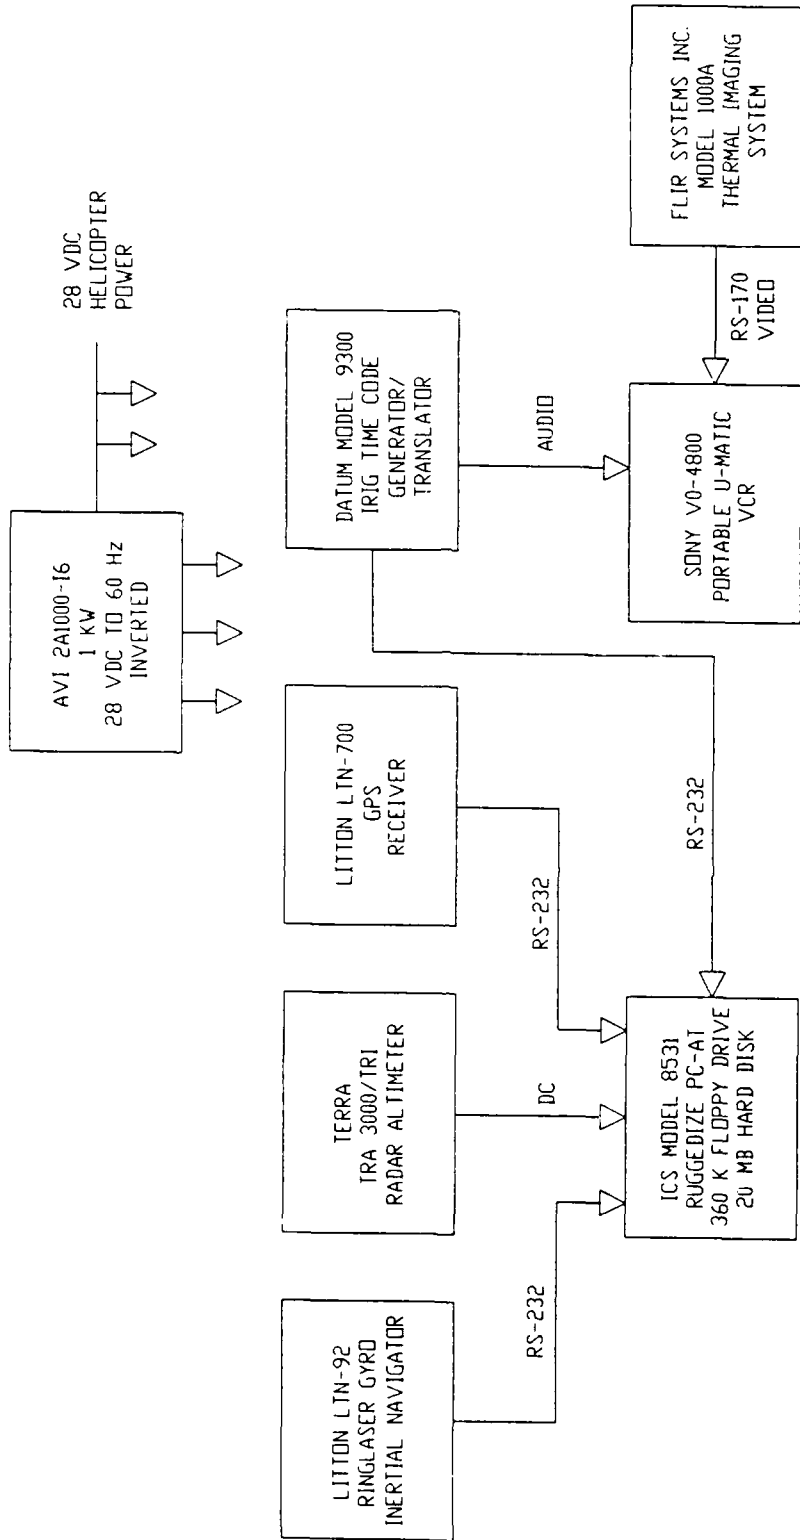 AVI 2A1000-16
1 KW
28 VDC TO 60 Hz
INVERTED
28 VDC
HELICOPTER
POWER
LITTON LTN-92
RINGLASER GYRO
INERTIAL NAVIGATOR
TERRA
TRA 3000/TRI
RADAR ALTIMETER
LITTON LTN-700
GPS
RECEIVER
DATUM MODEL 9300
IRIG TIME CODE
GENERATOR/
TRANSLATOR
RS-232
DC
RS-232
RS-232
AUDIO
ICS MODEL 8531
RUGGEDIZE PC-AT
360 K FLOPPY DRIVE
20 MB HARD DISK
SONY VO-4800
PORTABLE U-MATIC
VCR
RS-170
VIDEO
FLIR SYSTEMS INC.
MODEL 1000A
THERMAL IMAGING
SYSTEM